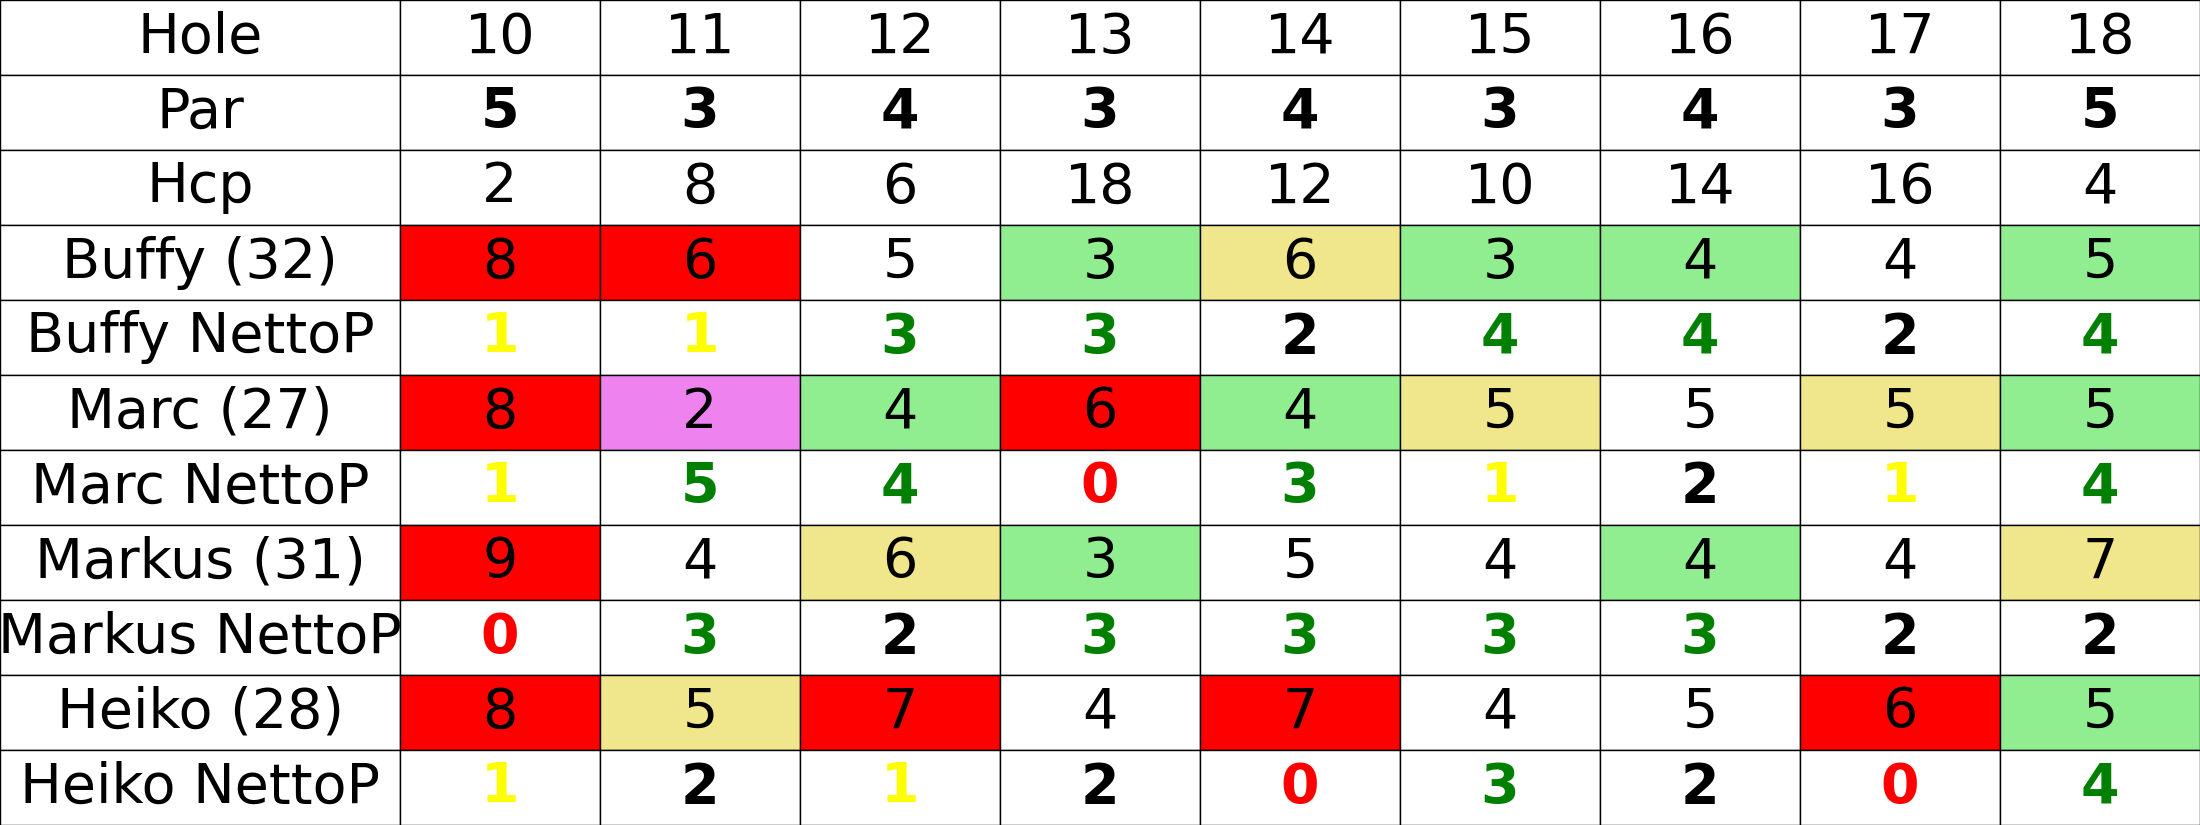 Hole 10 11 12 13 14 15 16 17 18
Par 5 3 4 3 4 3 4 3 5
Hcp 2 8 6 18 12 10 14 16 4
Buffy (32) 8 6 5 3 6 3 4 4 5
Buffy NettoP 1 1 3 3 2 4 4 2 4
Marc (27) 8 2 4 6 4 5 5 5 5
Marc NettoP 1 5 4 0 3 1 2 1 4
Markus (31) 9 4 6 3 5 4 4 4 7
Markus NettoP 0 3 2 3 3 3 3 2 2
Heiko (28) 8 5 7 4 7 4 5 6 5
Heiko NettoP 1 2 1 2 0 3 2 0 4